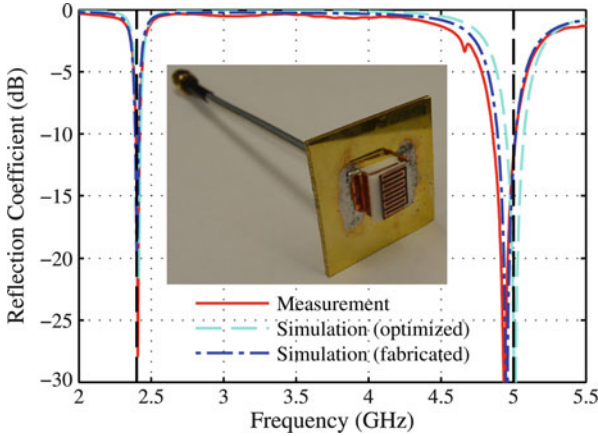 0
−5
−10
−15
−20
−25
−30
Reflection Coefficient (dB)
Measurement
Simulation (optimized)
Simulation (fabricated)
2 2.5 3 3.5 4 4.5 5 5.5
Frequency (GHz)